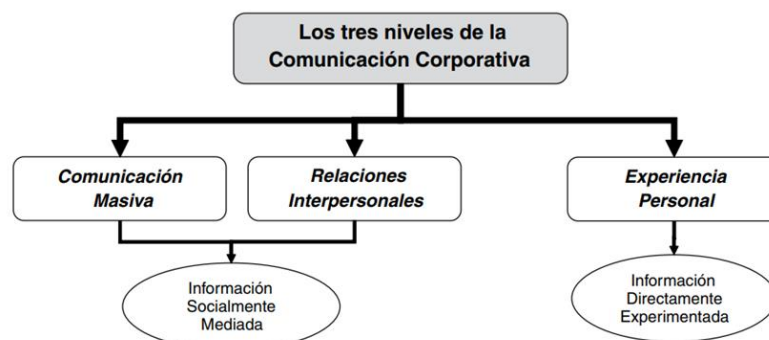 Los tres niveles de la
Comunicación Corporativa
Comunicación
Masiva
Relaciones
Interpersonales
Experiencia
Personal
Información
Socialmente
Mediada
Información
Directamente
Experimentada